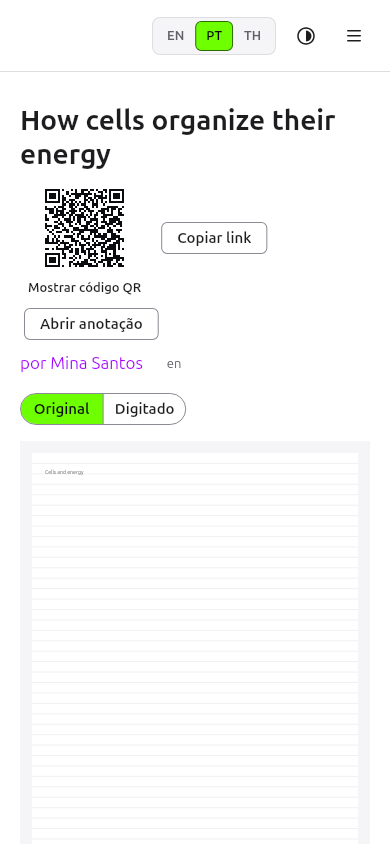 EN PT TH
How cells organize their
energy
Copiar link
Mostrar código QR
Abrir anotação
por Mina Santos en
Original Digitado
Cells and energy